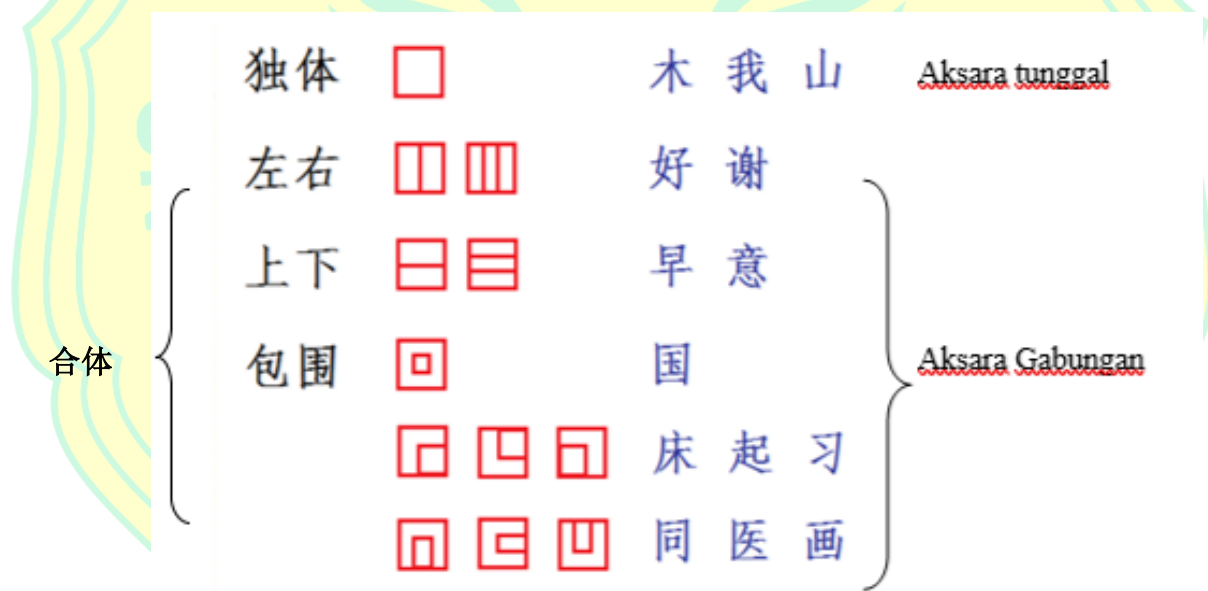 独体 木 我 山 Aksara tunggal
左右 好 谢
上下 早 意
合体 包围 国 Aksara Gabungan
床 起 习
同 医 画